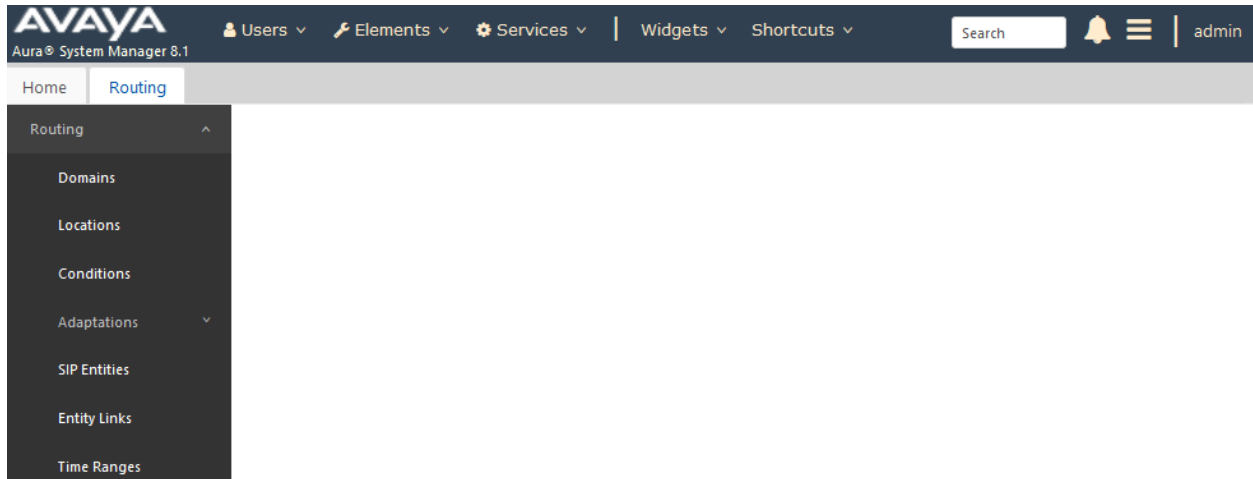 AVAYA
Aura® System Manager 8.1
Users Elements Services Widgets Shortcuts Search admin
Home Routing
Routing
Domains
Locations
Conditions
Adaptations
SIP Entities
Entity Links
Time Ranges